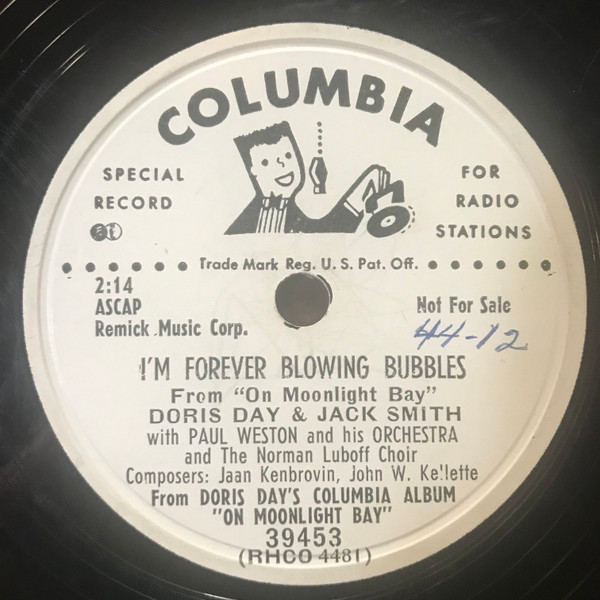 COLUMBIA
SPECIAL RECORD
FOR RADIO STATIONS
Trade Mark Reg. U. S. Pat. Off.
2:14
ASCAP
Remick Music Corp.
Not For Sale
44-12
I'M FOREVER BLOWING BUBBLES
From "On Moonlight Bay"
DORIS DAY & JACK SMITH
with PAUL WESTON and his ORCHESTRA
and The Norman Luboff Choir
Composers: Jaan Kenbrovin, John W. Kellette
From DORIS DAY'S COLUMBIA ALBUM
"ON MOONLIGHT BAY"
39453
(RHCO 4481)